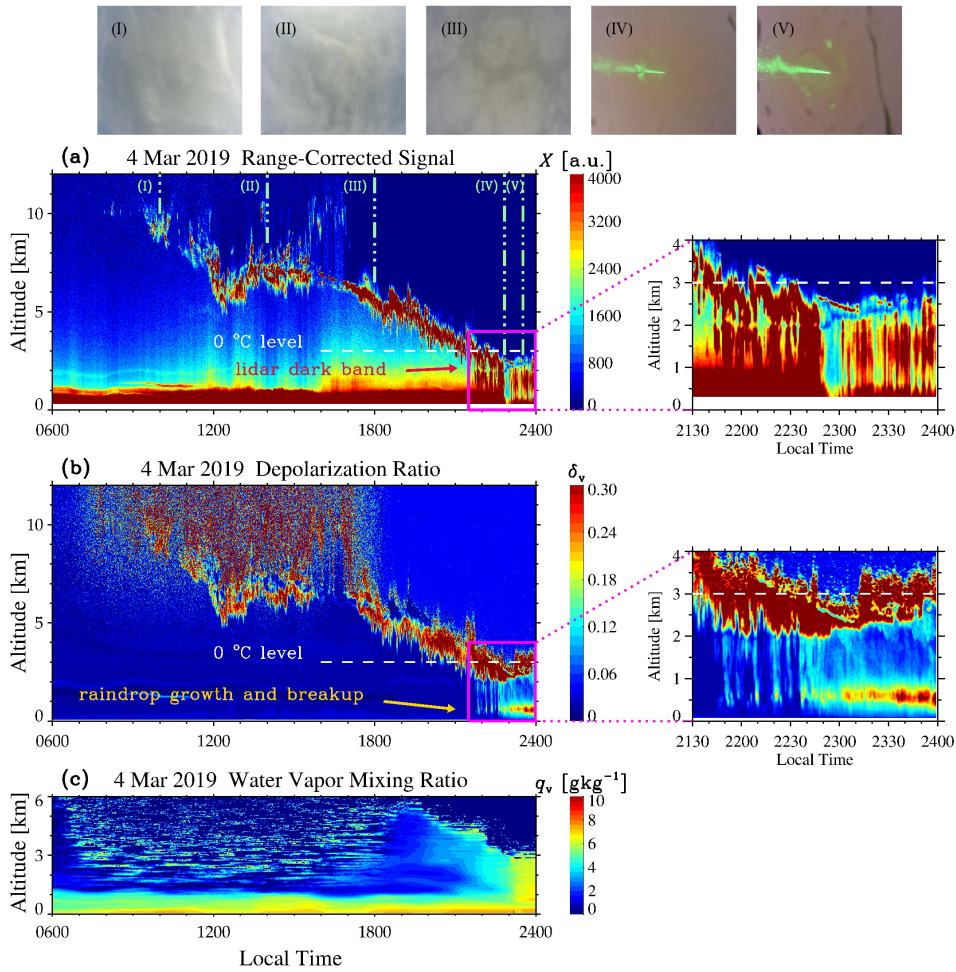 (I) (II) (III) (IV) (V)
(a) 4 Mar 2019 Range-Corrected Signal X [a.u.]
(I) (II) (III) (IV) (V)
Altitude [km]
10
5
0
0 °C level
lidar dark band
0600 1200 1800 2400
4000
3200
2400
1600
800
0
Altitude [km]
4
3
2
1
0
2130 2200 2230 2300 2330 2400
Local Time
(b) 4 Mar 2019 Depolarization Ratio δv
Altitude [km]
10
5
0
0 °C level
raindrop growth and breakup
0600 1200 1800 2400
0.30
0.24
0.18
0.12
0.06
0
Altitude [km]
4
3
2
1
0
2130 2200 2230 2300 2330 2400
Local Time
(c) 4 Mar 2019 Water Vapor Mixing Ratio qv [gkg⁻¹]
Altitude [km]
6
3
0
0600 1200 1800 2400
10
8
6
4
2
0
Local Time